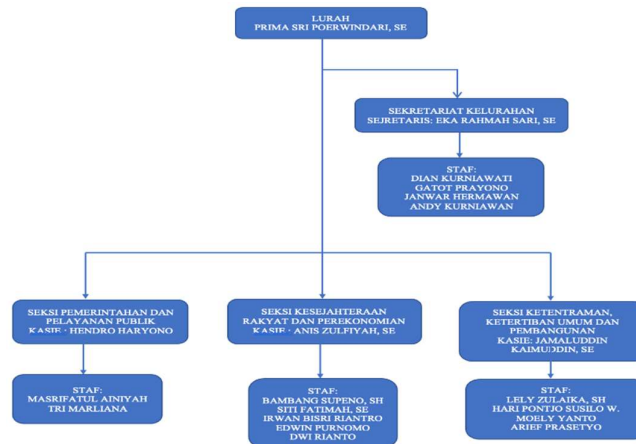 LURAH
PRIMA SRI POERWINDARI, SE
SEKRETARIAT KELURAHAN
SEJRETARIS: EKA RAHMAH SARI, SE
STAF:
DIAN KURNIAWATI
GATOT PRAYONO
JANWAR HERMAWAN
ANDY KURNIAWAN
SEKSI PEMERINTAHAN DAN
PELAYANAN PUBLIK
KASIE : HENDRO HARYONO
SEKSI KESEJAHTERAAN
RAKYAT DAN PEREKONOMIAN
KASIE : ANIS ZULFIYAH, SE
SEKSI KETENTRAMAN,
KETERTIBAN UMUM DAN
PEMBANGUNAN
KASIE: JAMALUDDIN
KAIMUDDIN, SE
STAF:
MASRIFATUL AINIYAH
TRI MARLIANA
STAF:
BAMBANG SUPENO, SH
SITI FATIMAH, SE
IRWAN BISRI RIANTRO
EDWIN PURNOMO
DWI RIANTO
STAF:
LELY ZULAIKA, SH
HARI PONTJO SUSILO W.
MOELY YANTO
ARIEF PRASETYO